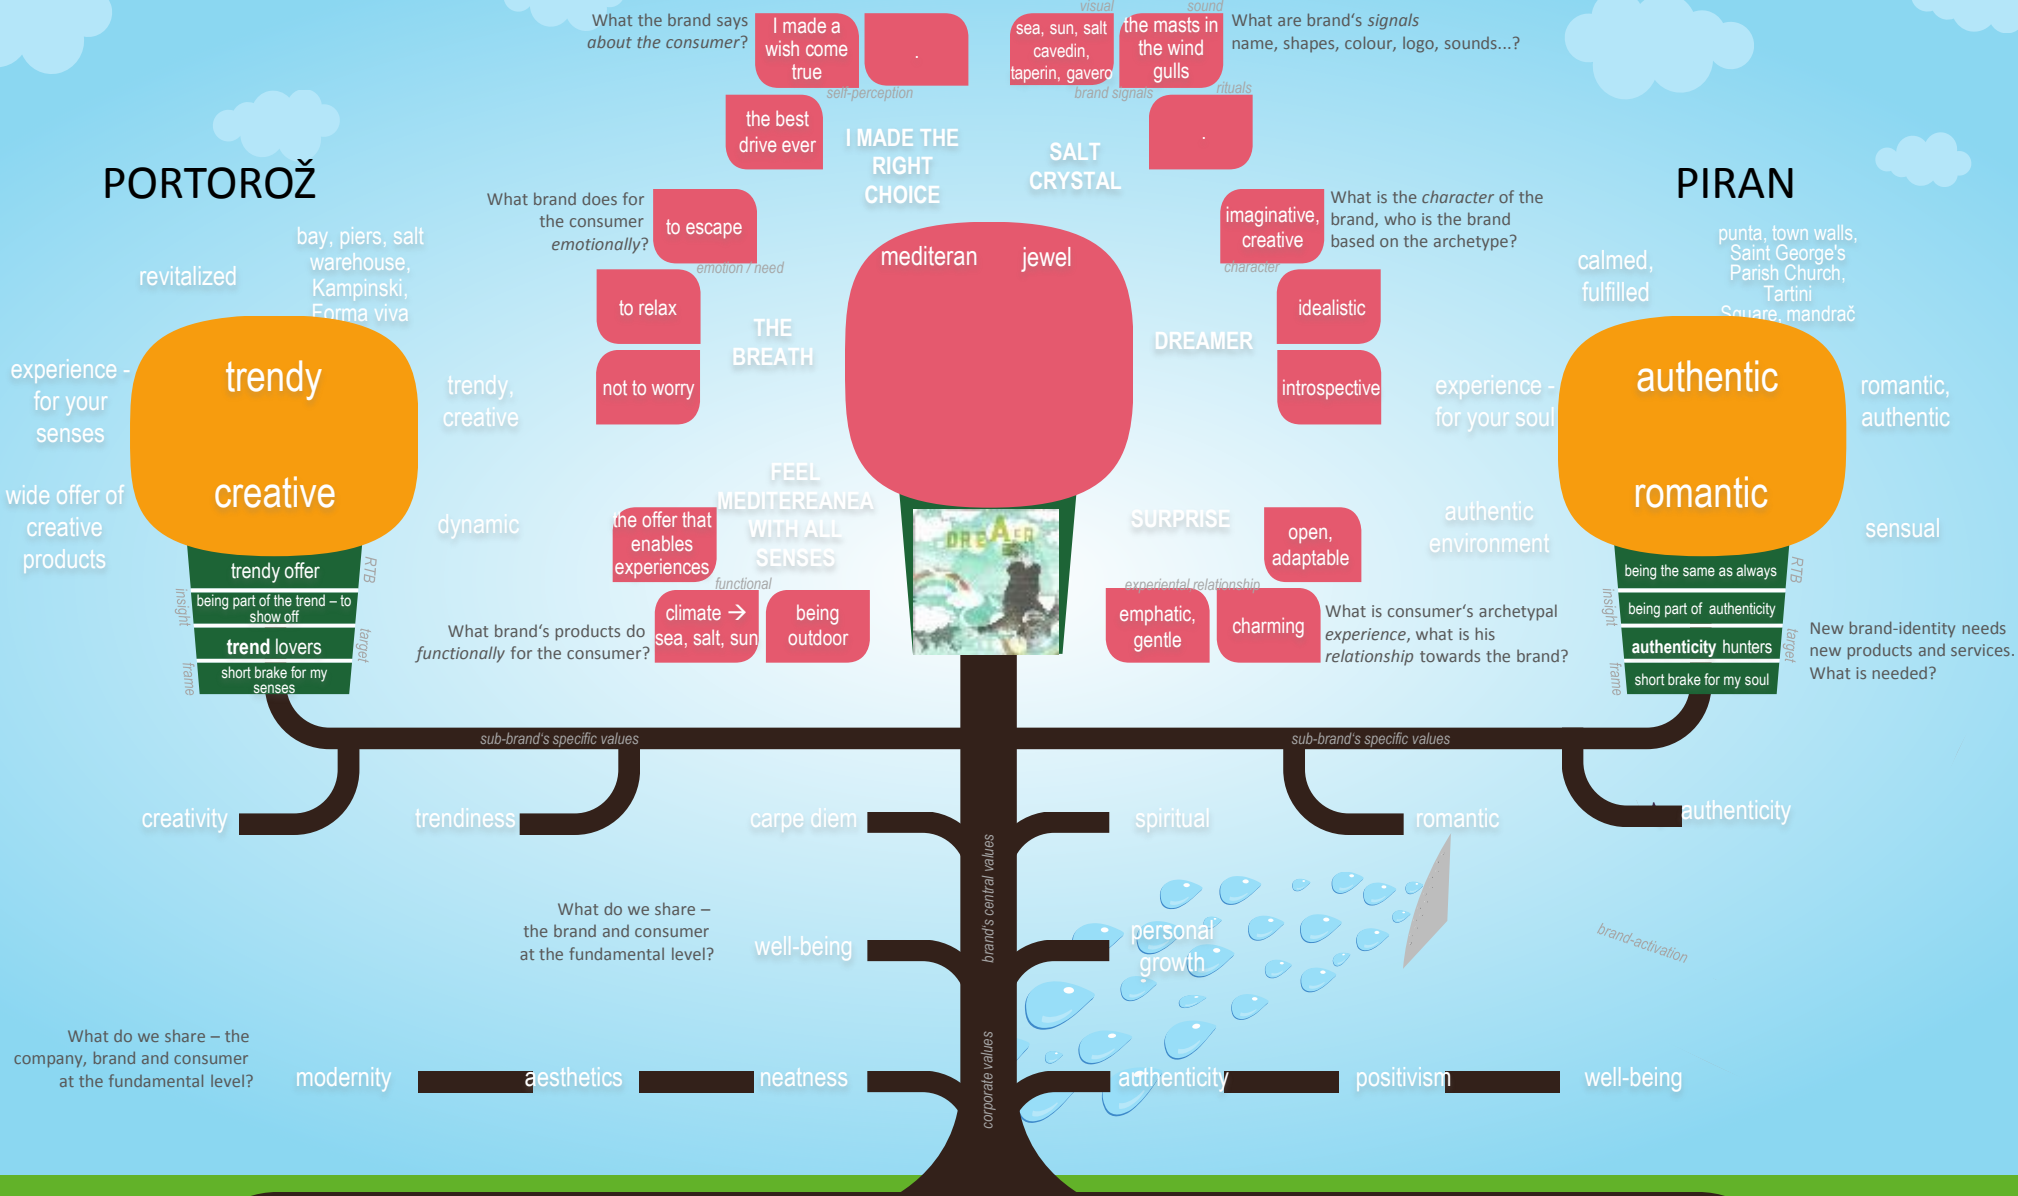 What the brand says
about the consumer?
I made a
wish come
true
.
self-perception
the best
drive ever
I MADE THE
RIGHT
CHOICE
visual
sound
sea, sun, salt
cavedin,
taperin, gavero
the masts in
the wind
gulls
brand signals
rituals
.
What are brand's signals
name, shapes, colour, logo, sounds...?
SALT
CRYSTAL
PORTOROŽ
PIRAN
revitalized
bay, piers, salt
warehouse,
Kampinski,
Forma viva
experience -
for your
senses
trendy
creative
trendy,
creative
wide offer of
creative
products
dynamic
trendy offer
being part of the trend – to
show off
trend lovers
short brake for my
senses
RTB
insight
target
frame
What brand does for
the consumer
emotionally?
to escape
emotion / need
to relax
not to worry
THE
BREATH
mediteran
jewel
imaginative,
creative
character
What is the character of the
brand, who is the brand
based on the archetype?
idealistic
introspective
DREAMER
FEEL
MEDITEREANEA
WITH ALL
SENSES
the offer that
enables
experiences
functional
climate →
sea, salt, sun
being
outdoor
What brand's products do
functionally for the consumer?
DREAMER
SURPRISE
open,
adaptable
experiental relationship
emphatic,
gentle
charming
What is consumer's archetypal
experience, what is his
relationship towards the brand?
calmed,
fulfilled
punta, town walls,
Saint George's
Parish Church,
Tartini
Square, mandrač
experience -
for your soul
authentic
romantic
romantic,
authentic
authentic
environment
sensual
being the same as always
being part of authenticity
authenticity hunters
short brake for my soul
RTB
insight
target
frame
New brand-identity needs
new products and services.
What is needed?
sub-brand's specific values
sub-brand's specific values
creativity
trendiness
carpe diem
spiritual
romantic
authenticity
brand's central values
What do we share –
the brand and consumer
at the fundamental level?
well-being
personal
growth
brand-activation
What do we share – the
company, brand and consumer
at the fundamental level?
modernity
aesthetics
neatness
corporate values
authenticity
positivism
well-being